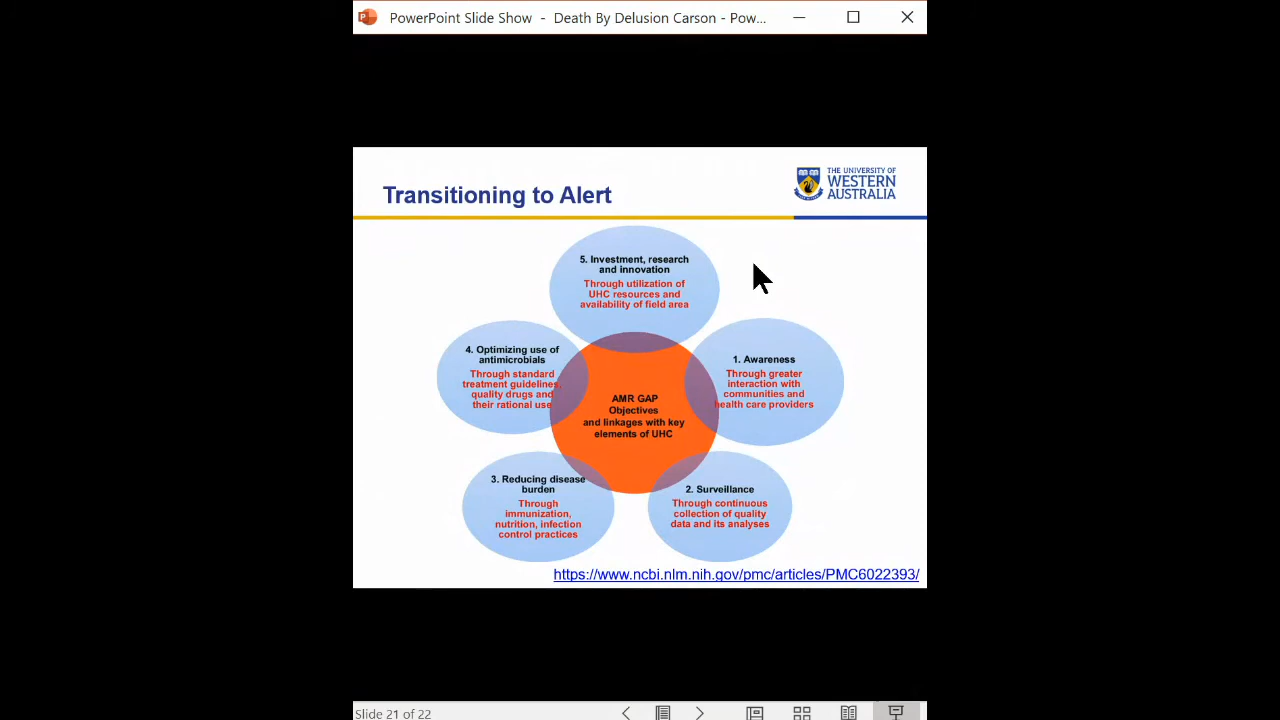 PowerPoint Slide Show - Death By Delusion Carson - Pow...
Transitioning to Alert
THE UNIVERSITY OF
WESTERN
AUSTRALIA
5. Investment, research
and innovation
Through utilization of
UHC resources and
availability of field area
4. Optimizing use of
antimicrobials
Through standard
treatment guidelines,
quality drugs and
their rational use
1. Awareness
Through greater
interaction with
communities and
health care providers
AMR GAP
Objectives
and linkages with key
elements of UHC
3. Reducing disease
burden
Through
immunization,
nutrition, infection
control practices
2. Surveillance
Through continuous
collection of quality
data and its analyses
https://www.ncbi.nlm.nih.gov/pmc/articles/PMC6022393/
Slide 21 of 22